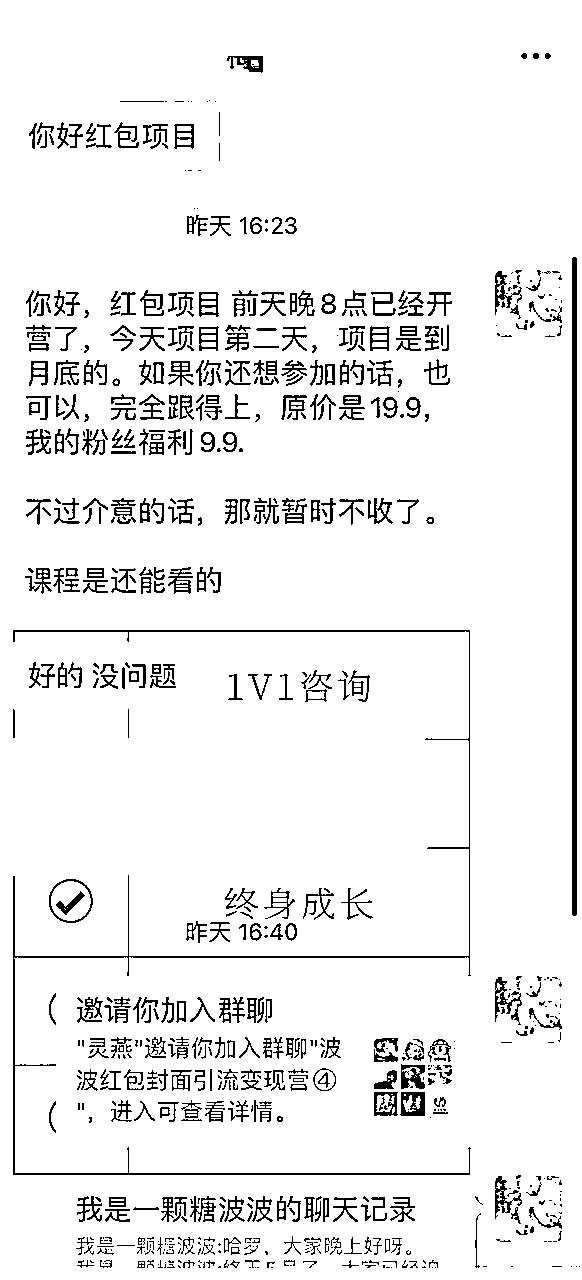 你好红包项目
昨天 16:23
你好，红包项目 前天晚8点已经开
营了，今天项目第二天，项目是到
月底的。如果你还想参加的话，也
可以，完全跟得上，原价是19.9，
我的粉丝福利9.9.
不过介意的话，那就暂时不收了。
课程是还能看的
好的 没问题
1V1咨询
终身成长
昨天 16:40
邀请你加入群聊
"灵燕"邀请你加入群聊"波
波红包封面引流变现营④
"，进入可查看详情。
我是一颗糖波波的聊天记录
我是一颗糖波波:哈罗，大家晚上好呀。